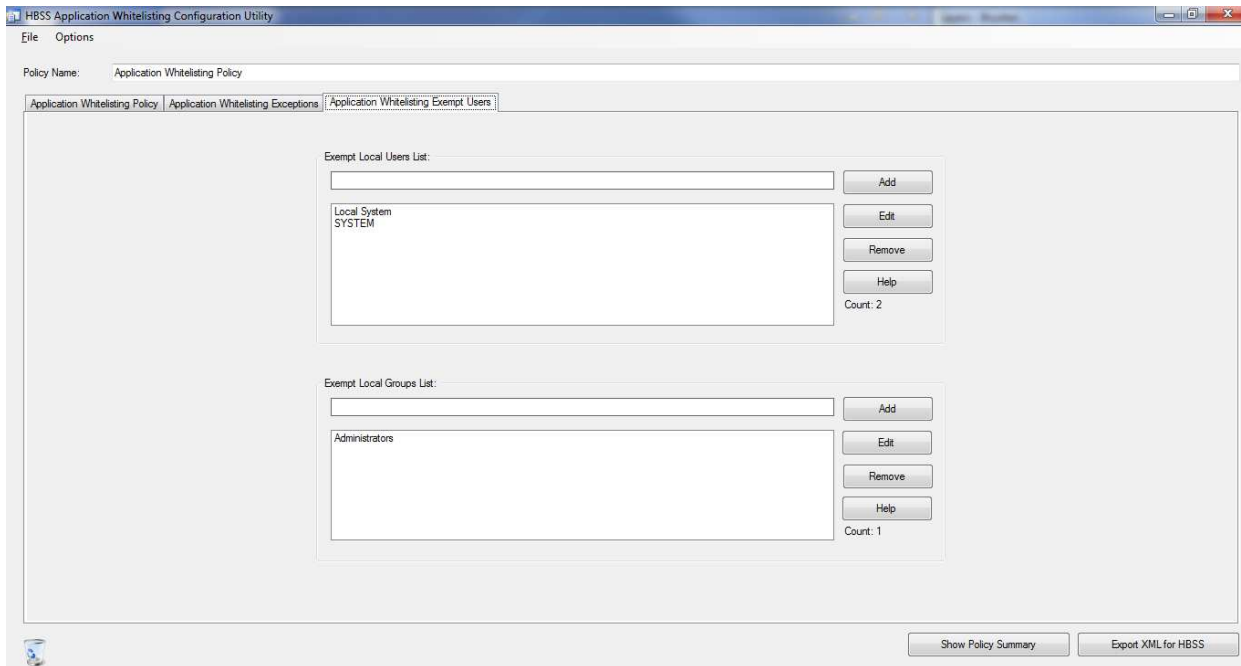 HBSS Application Whitelisting Configuration Utility
File Options
Policy Name: Application Whitelisting Policy
Application Whitelisting Policy Application Whitelisting Exceptions Application Whitelisting Exempt Users
Exempt Local Users List:
Add
Local System
SYSTEM
Edit
Remove
Help
Count: 2
Exempt Local Groups List:
Add
Administrators
Edit
Remove
Help
Count: 1
Show Policy Summary Export XML for HBSS